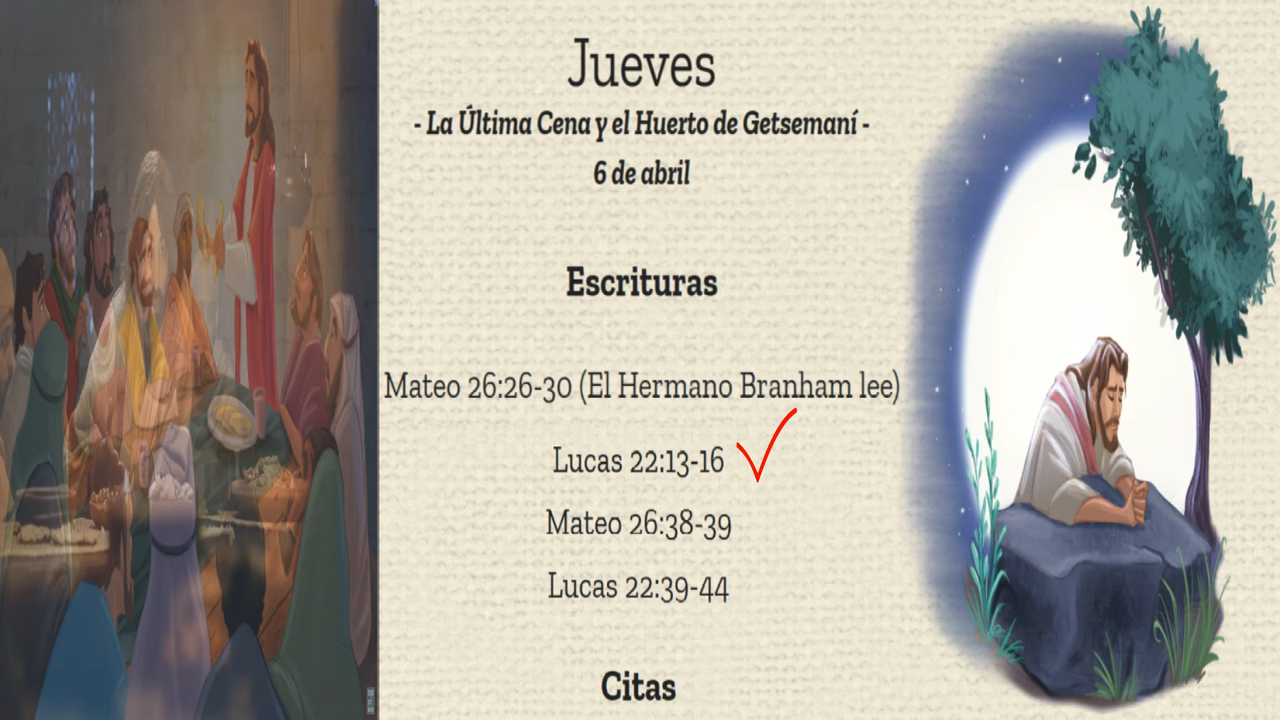 Jueves
- La Última Cena y el Huerto de Getsemaní -
6 de abril
Escrituras
Mateo 26:26-30 (El Hermano Branham lee)
Lucas 22:13-16
Mateo 26:38-39
Lucas 22:39-44
Citas